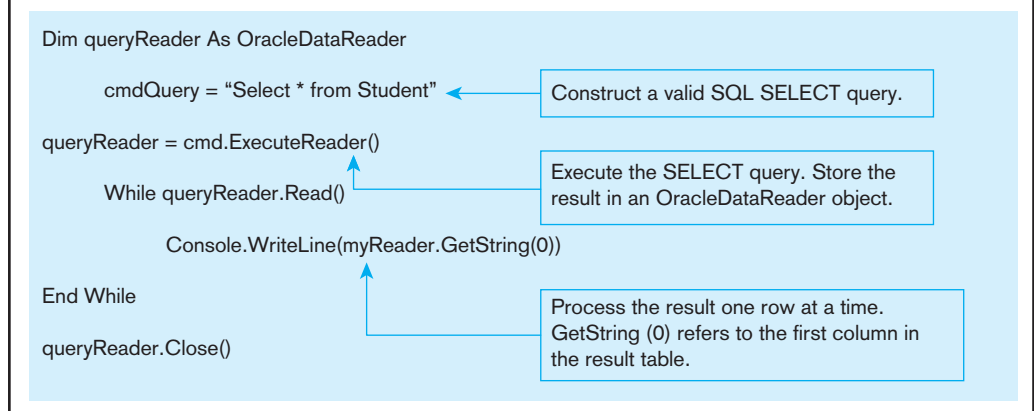 Dim queryReader As OracleDataReader
cmdQuery = “Select * from Student”
Construct a valid SQL SELECT query.
queryReader = cmd.ExecuteReader()
Execute the SELECT query. Store the
result in an OracleDataReader object.
While queryReader.Read()
Console.WriteLine(myReader.GetString(0))
End While
Process the result one row at a time.
GetString (0) refers to the first column in
the result table.
queryReader.Close()